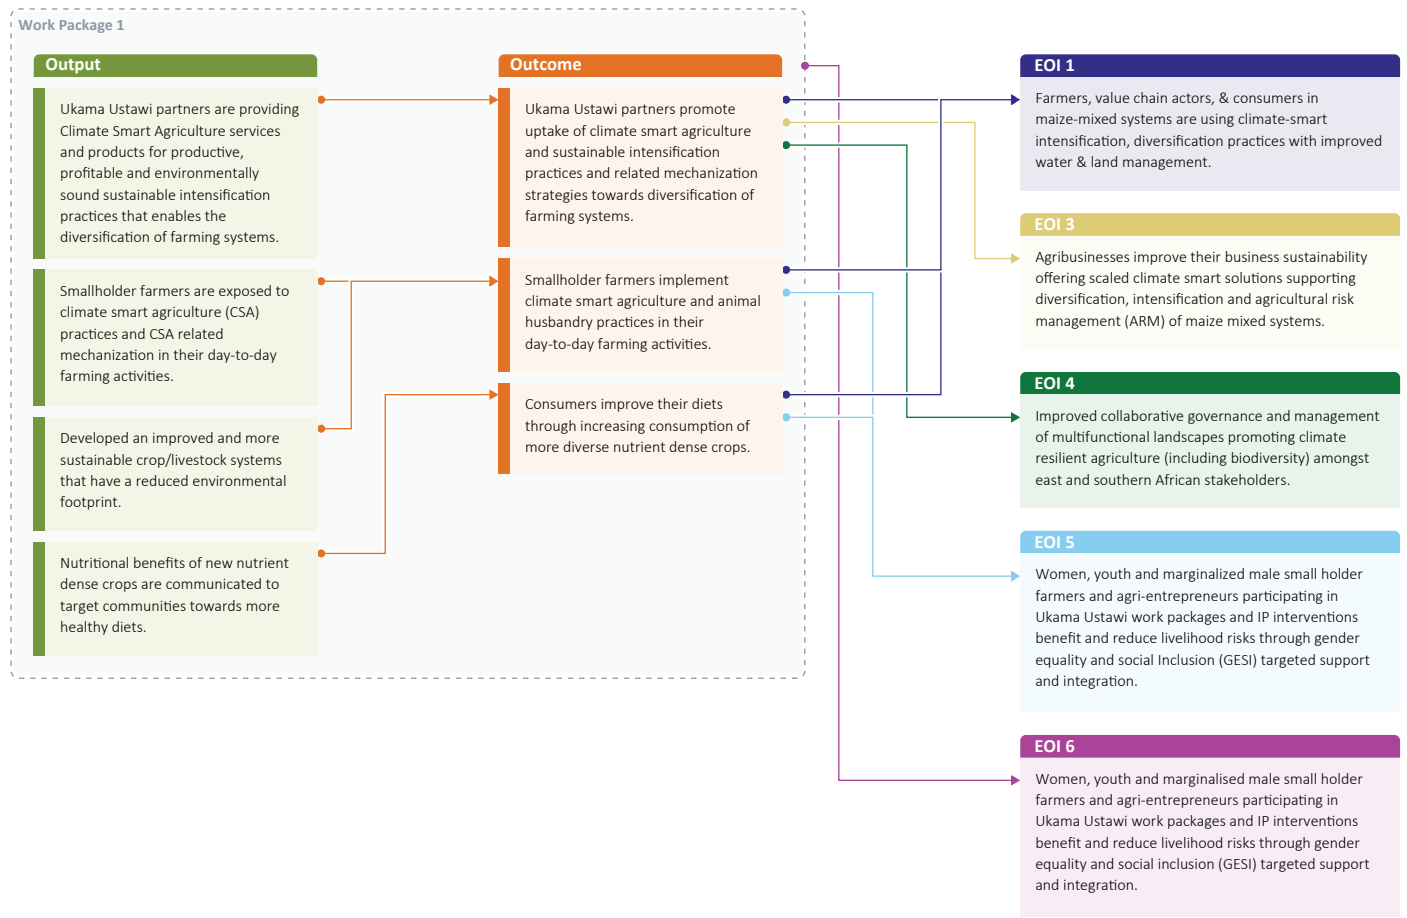 Work Package 1
Output
Ukama Ustawi partners are providing
Climate Smart Agriculture services
and products for productive,
profitable and environmentally
sound sustainable intensification
practices that enables the
diversification of farming systems.
Smallholder farmers are exposed to
climate smart agriculture (CSA)
practices and CSA related
mechanization in their day-to-day
farming activities.
Developed an improved and more
sustainable crop/livestock systems
that have a reduced environmental
footprint.
Nutritional benefits of new nutrient
dense crops are communicated to
target communities towards more
healthy diets.
Outcome
Ukama Ustawi partners promote
uptake of climate smart agriculture
and sustainable intensification
practices and related mechanization
strategies towards diversification of
farming systems.
Smallholder farmers implement
climate smart agriculture and animal
husbandry practices in their
day-to-day farming activities.
Consumers improve their diets
through increasing consumption of
more diverse nutrient dense crops.
EOI 1
Farmers, value chain actors, & consumers in
maize-mixed systems are using climate-smart
intensification, diversification practices with improved
water & land management.
EOI 3
Agribusinesses improve their business sustainability
offering scaled climate smart solutions supporting
diversification, intensification and agricultural risk
management (ARM) of maize mixed systems.
EOI 4
Improved collaborative governance and management
of multifunctional landscapes promoting climate
resilient agriculture (including biodiversity) amongst
east and southern African stakeholders.
EOI 5
Women, youth and marginalized male small holder
farmers and agri-entrepreneurs participating in
Ukama Ustawi work packages and IP interventions
benefit and reduce livelihood risks through gender
equality and social Inclusion (GESI) targeted support
and integration.
EOI 6
Women, youth and marginalised male small holder
farmers and agri-entrepreneurs participating in
Ukama Ustawi work packages and IP interventions
benefit and reduce livelihood risks through gender
equality and social inclusion (GESI) targeted support
and integration.